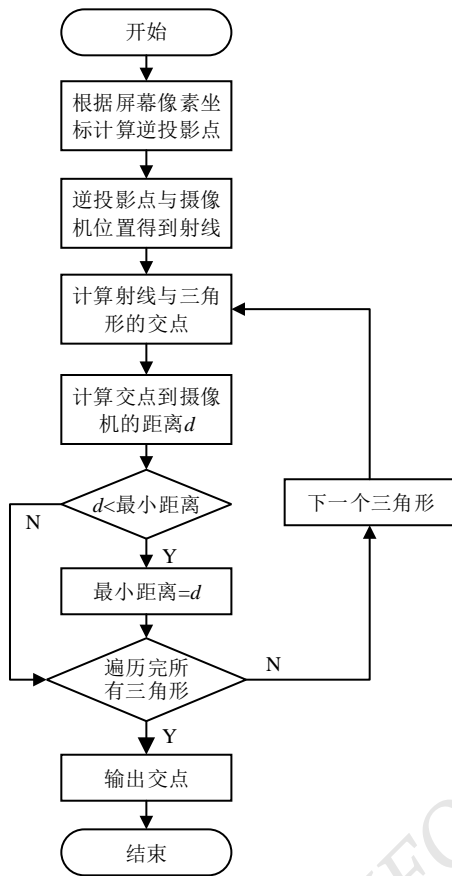 开始
根据屏幕像素坐
标计算逆投影点
逆投影点与摄像
机位置得到射线
计算射线与三角
形的交点
计算交点到摄像
机的距离d
d<最小距离
N
Y
下一个三角形
最小距离=d
遍历完所
有三角形
N
Y
输出交点
结束